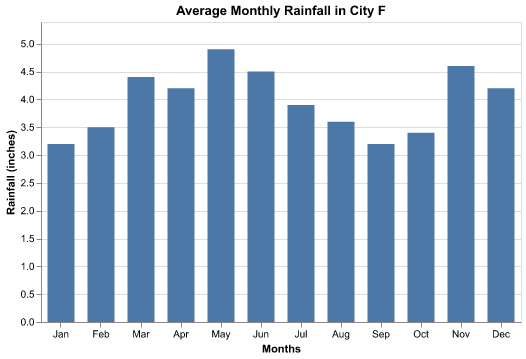 Average Monthly Rainfall in City F
Rainfall (inches)
5.0
4.5
4.0
3.5
3.0
2.5
2.0
1.5
1.0
0.5
0.0
Jan Feb Mar Apr May Jun Jul Aug Sep Oct Nov Dec
Months